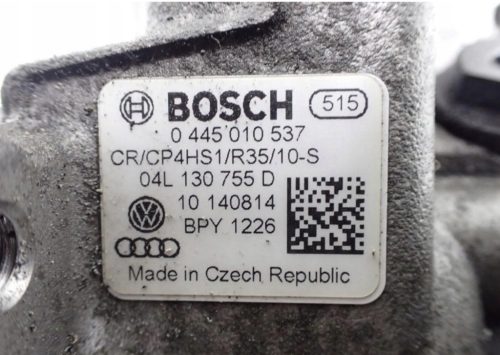 BOSCH 515
0 445 010 537
CR/CP4HS1/R35/10-S
04L 130 755 D
10 140814
BPY 1226
Made in Czech Republic